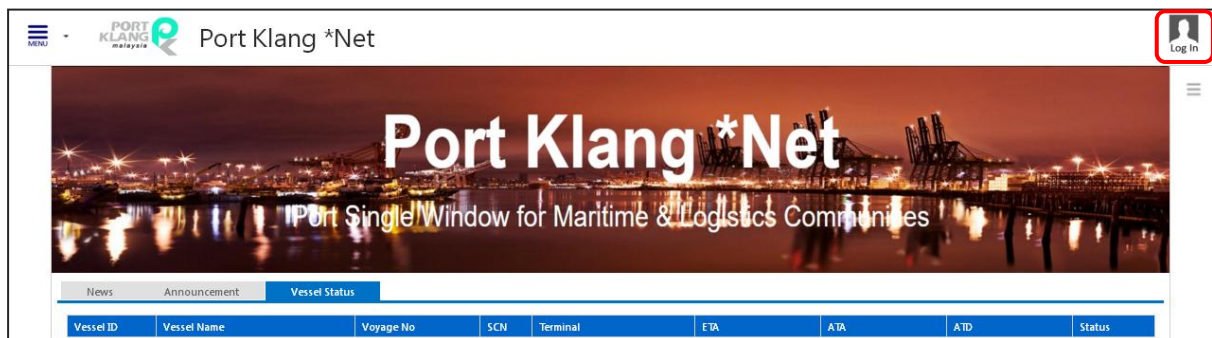 MENU
PORT
KLANG
malaysia
Port Klang *Net
Log In
Port Klang *Net
Port Single Window for Maritime & Logistics Communities
News Announcement Vessel Status
Vessel ID Vessel Name Voyage No SCN Terminal ETA ATA ATD Status